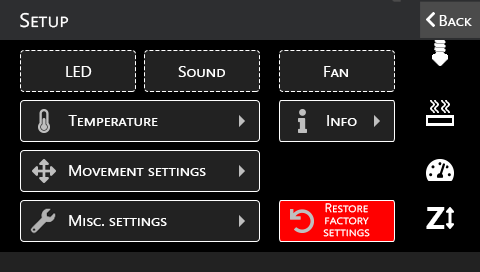 Setup
Back
LED
Sound
Fan
Temperature
Info
Movement settings
Misc. settings
Restore
factory
settings
Z